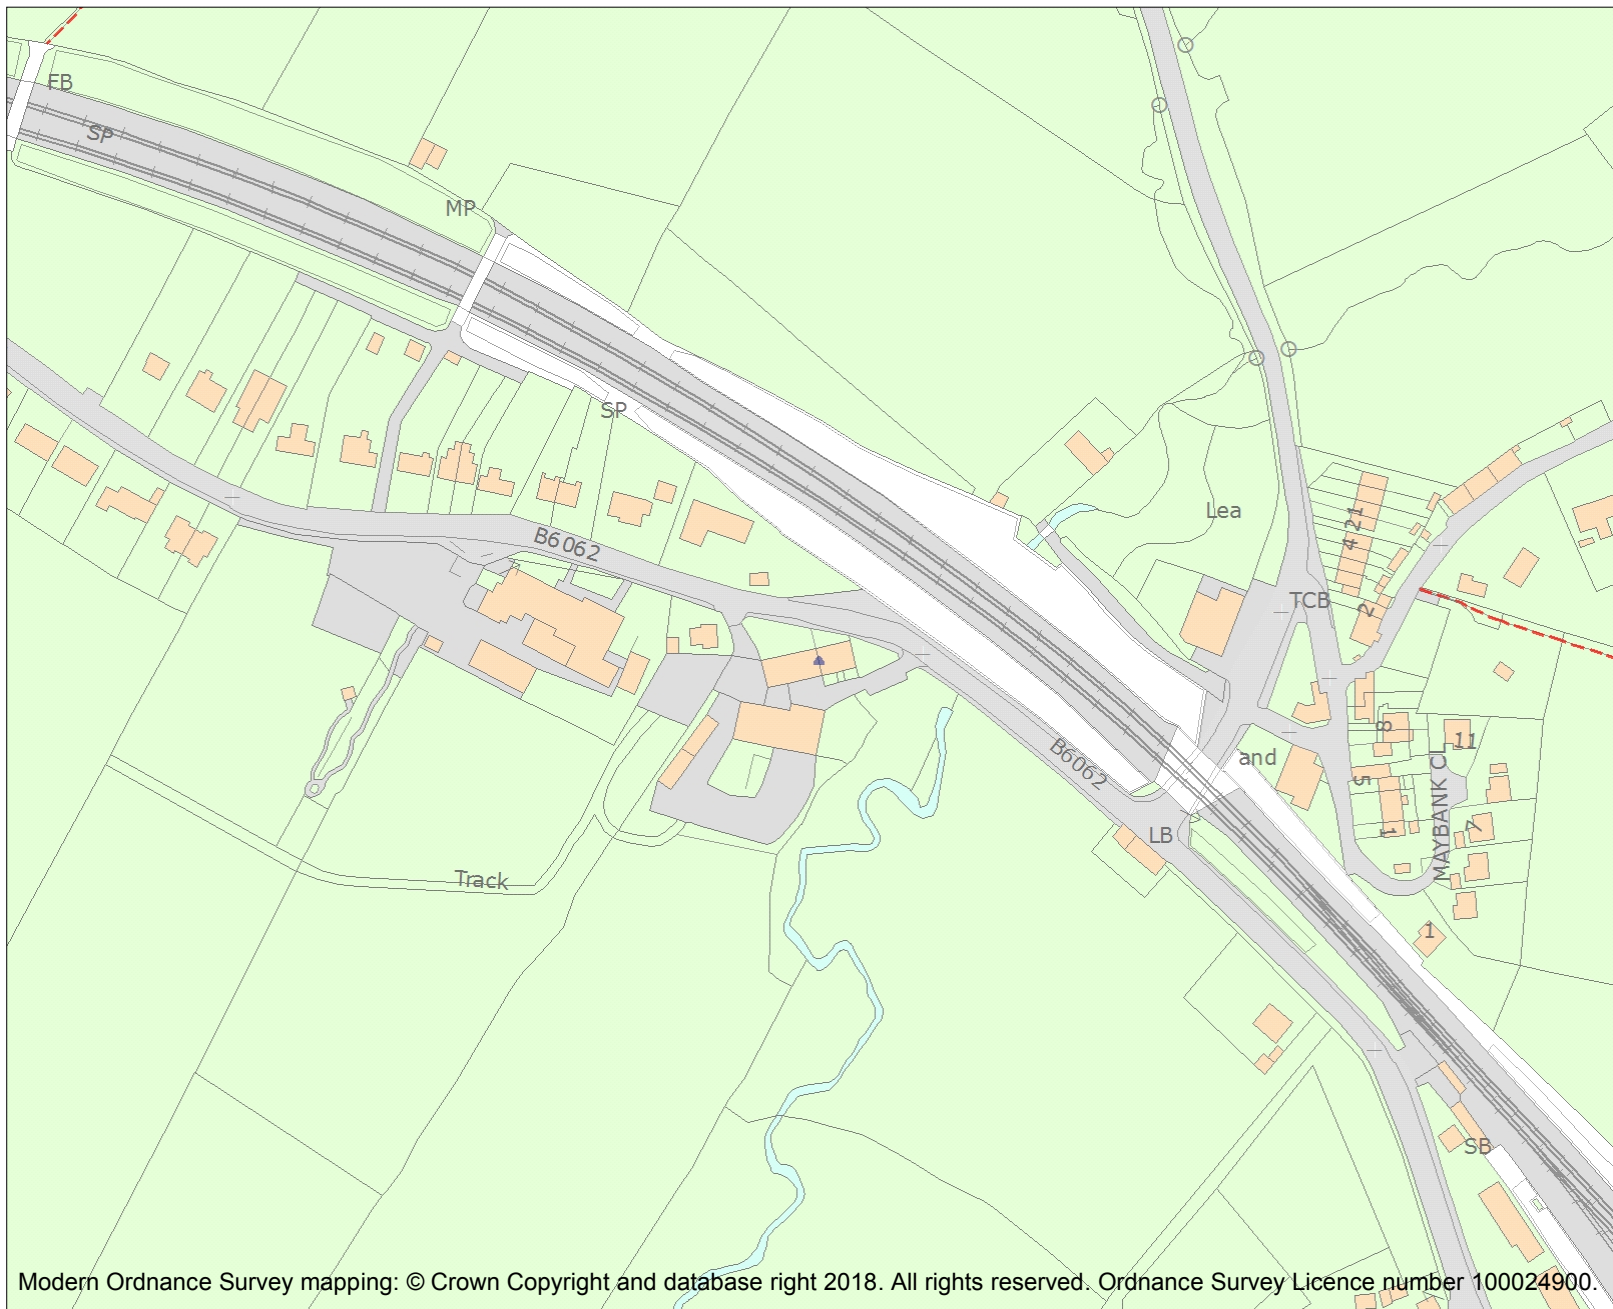 FB
SP
MP
SP
B6062
Lea
TCB
4 21
2
8
11
and
B6062
5
MAYBANK CL
1
7
LB
Track
1
SB
Modern Ordnance Survey mapping: © Crown Copyright and database right 2018. All rights reserved. Ordnance Survey Licence number 100024900.